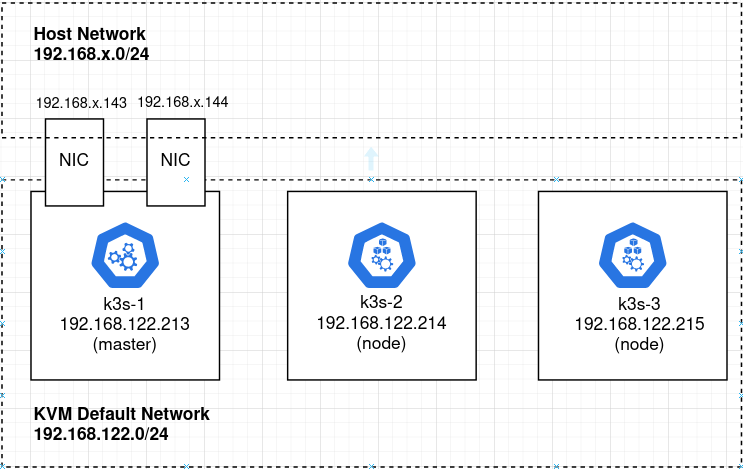 Host Network
192.168.x.0/24
192.168.x.143
192.168.x.144
NIC
NIC
k3s-1
192.168.122.213
(master)
k3s-2
192.168.122.214
(node)
k3s-3
192.168.122.215
(node)
KVM Default Network
192.168.122.0/24